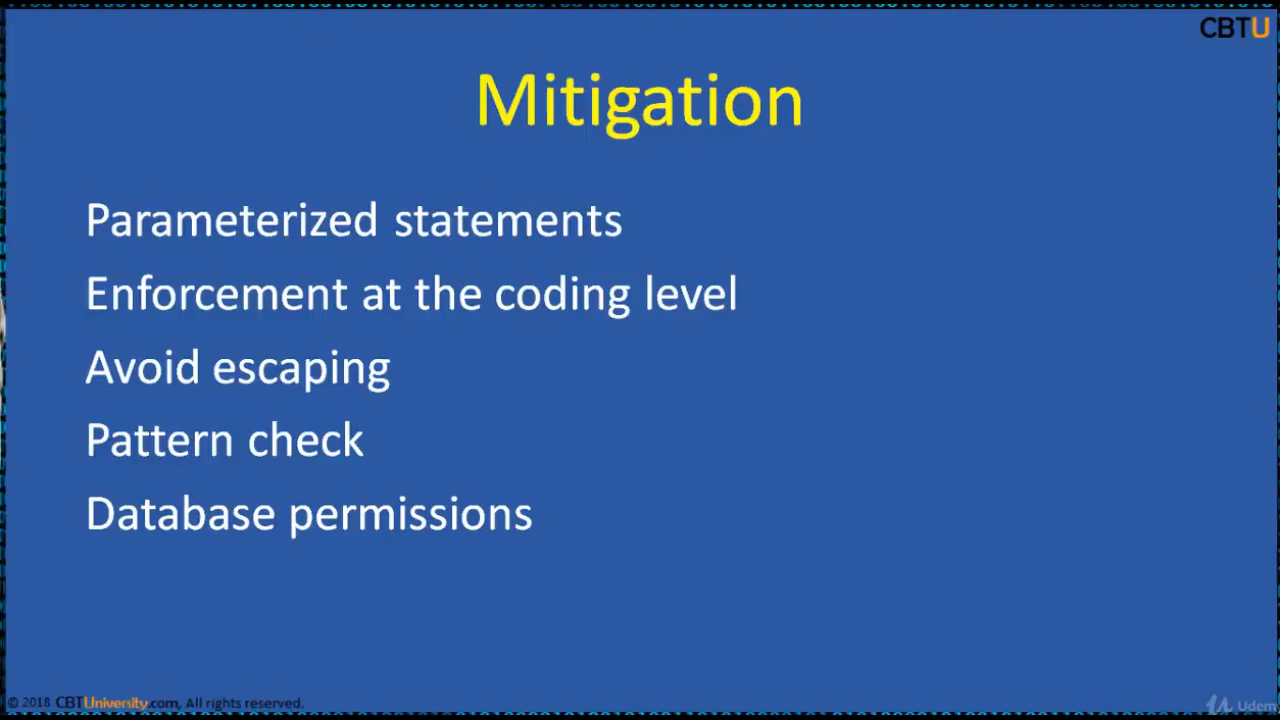 CBTU
Mitigation
Parameterized statements
Enforcement at the coding level
Avoid escaping
Pattern check
Database permissions
© 2018 CBTUniversity.com, All rights reserved.
Udem